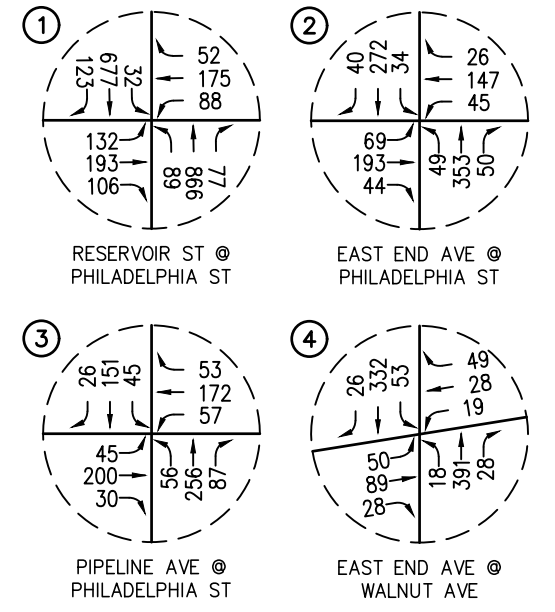 1
123 677 32
52
175
88
132
193
106
89 866 77
RESERVOIR ST @
PHILADELPHIA ST
2
40 272 34
26
147
45
69
193
44
49 353 50
EAST END AVE @
PHILADELPHIA ST
3
26 151 45
53
172
57
45
200
30
56 256 87
PIPELINE AVE @
PHILADELPHIA ST
4
26 332 53
49
28
19
50
89
28
18 391 28
EAST END AVE @
WALNUT AVE